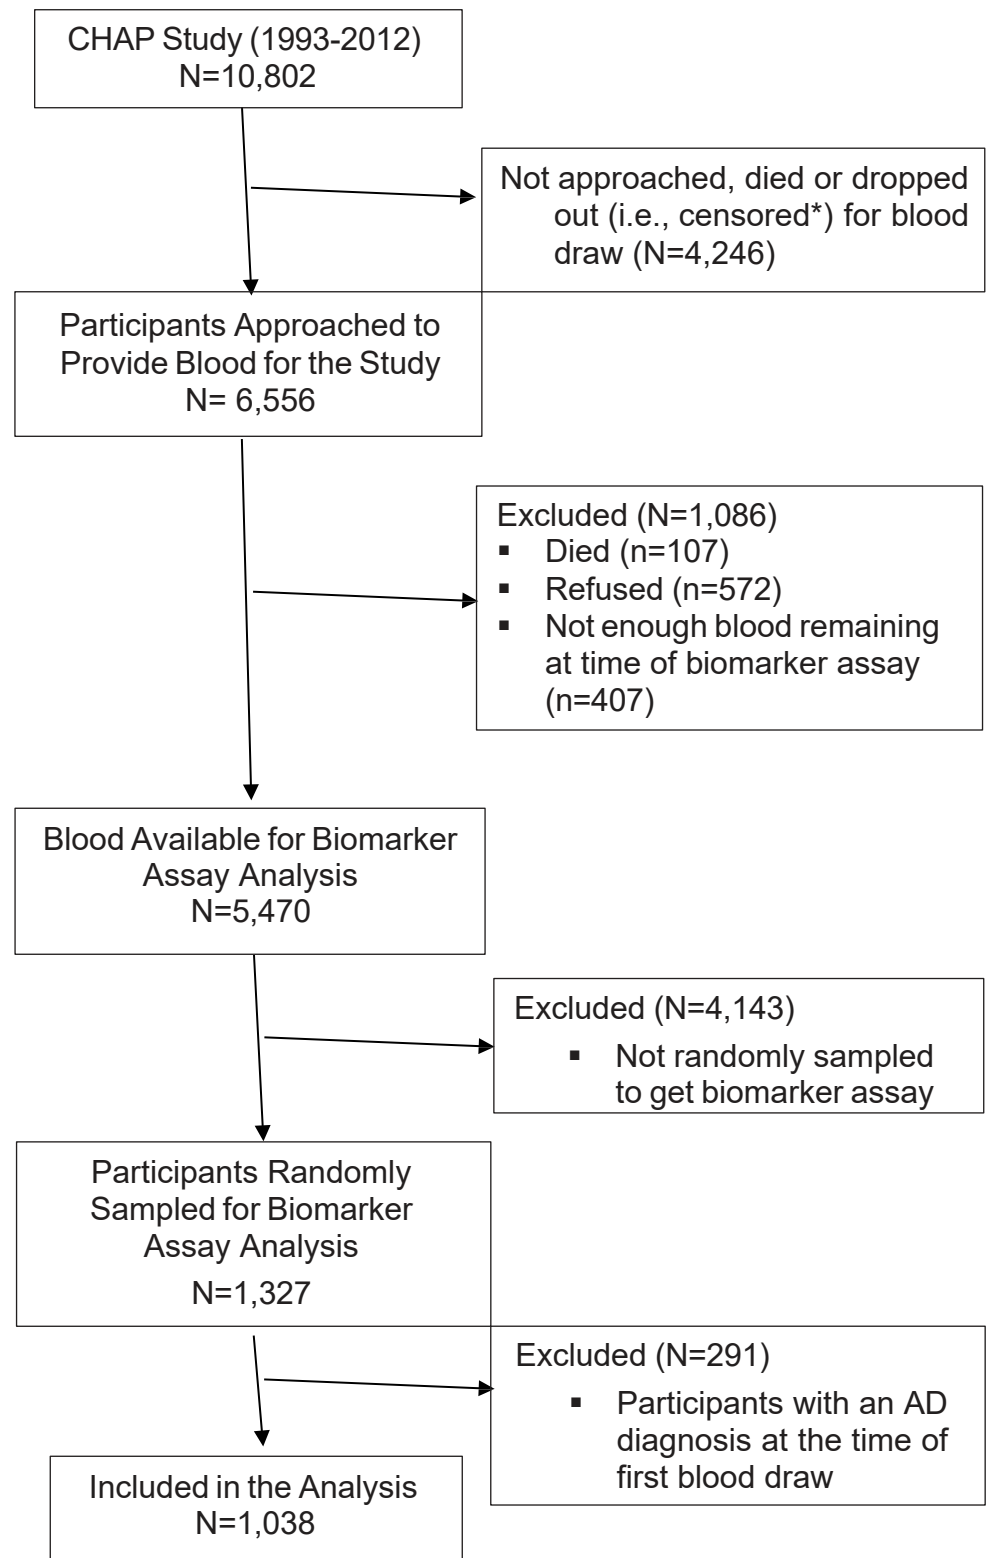 CHAP Study (1993-2012)
N=10,802
Not approached, died or dropped
out (i.e., censored*) for blood
draw (N=4,246)
Participants Approached to
Provide Blood for the Study
N= 6,556
Excluded (N=1,086)
▪ Died (n=107)
▪ Refused (n=572)
▪ Not enough blood remaining
at time of biomarker assay
(n=407)
Blood Available for Biomarker
Assay Analysis
N=5,470
Excluded (N=4,143)
▪ Not randomly sampled
to get biomarker assay
Participants Randomly
Sampled for Biomarker
Assay Analysis
N=1,327
Excluded (N=291)
▪ Participants with an AD
diagnosis at the time of
first blood draw
Included in the Analysis
N=1,038